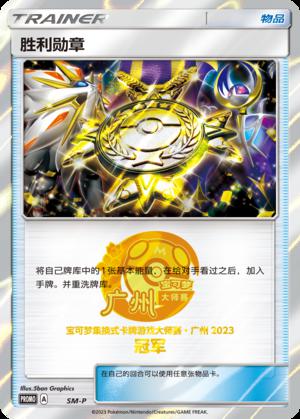 TRAINER
物品
胜利勋章
将自己牌库中的1张基本能量，在给对手看过之后，加入
手牌。并重洗牌库。
宝可梦
大师赛
广州
宝可梦集换式卡牌游戏大师赛·广州 2023
冠军
Illus.5ban Graphics
PROMO A SM-P
在自己的回合可以使用任意张物品卡。
©2023 Pokémon/Nintendo/Creatures/GAME FREAK.